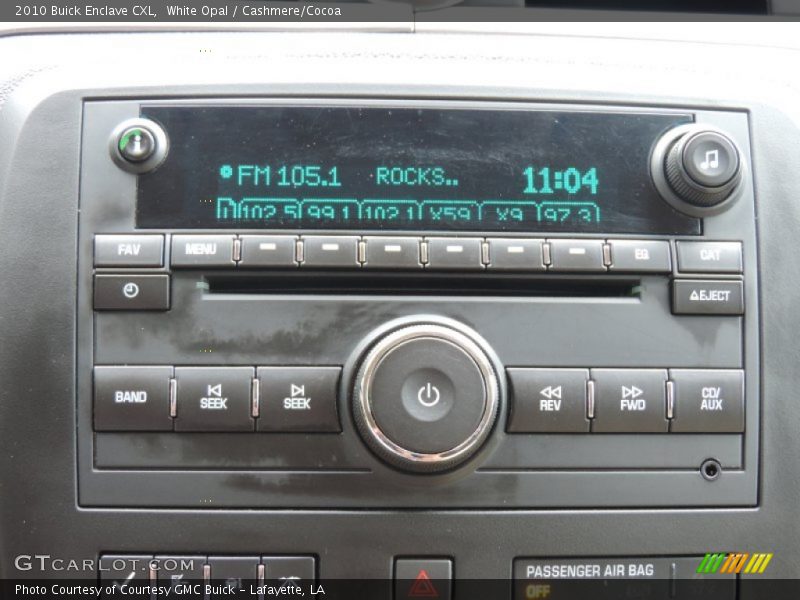 2010 Buick Enclave CXL,  White Opal / Cashmere/Cocoa
FM 105.1 ROCKS.. 11:04
102.5 99.1 102.1 X59 X9 97.3
FAV MENU EQ CAT
EJECT
BAND SEEK SEEK REV FWD CD/AUX
PASSENGER AIR BAG
OFF
GTCARLOT.COM
Photo Courtesy of Courtesy GMC Buick - Lafayette, LA